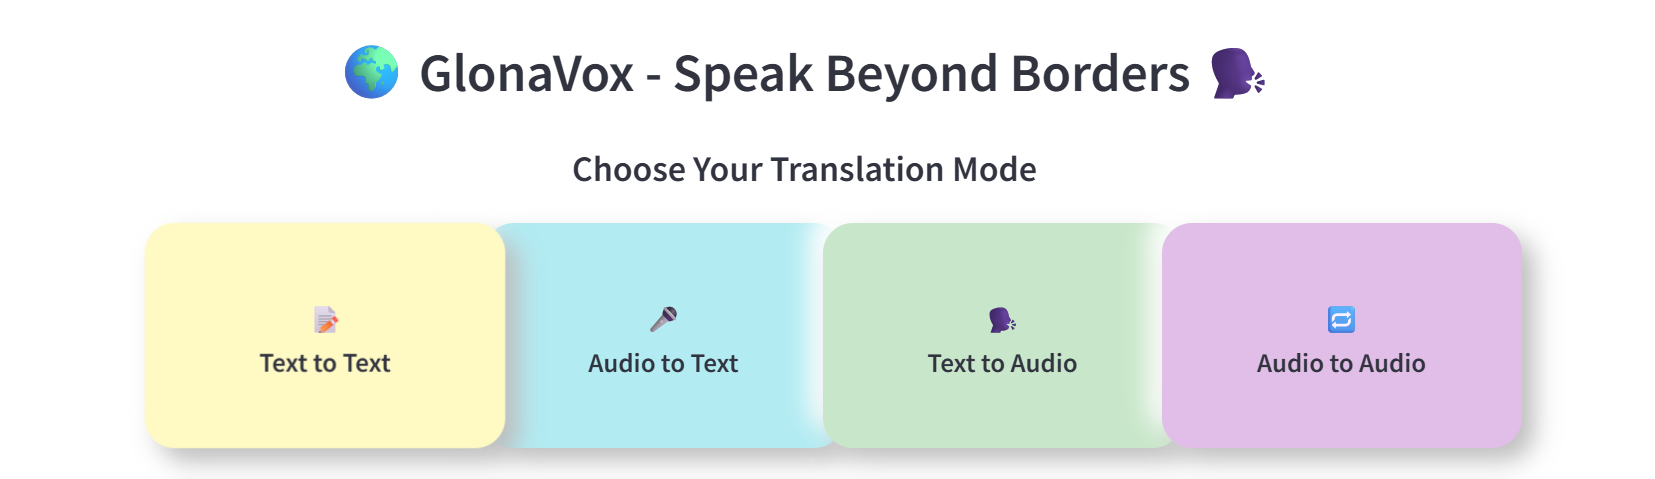 GlonaVox - Speak Beyond Borders
Choose Your Translation Mode
Text to Text
Audio to Text
Text to Audio
Audio to Audio